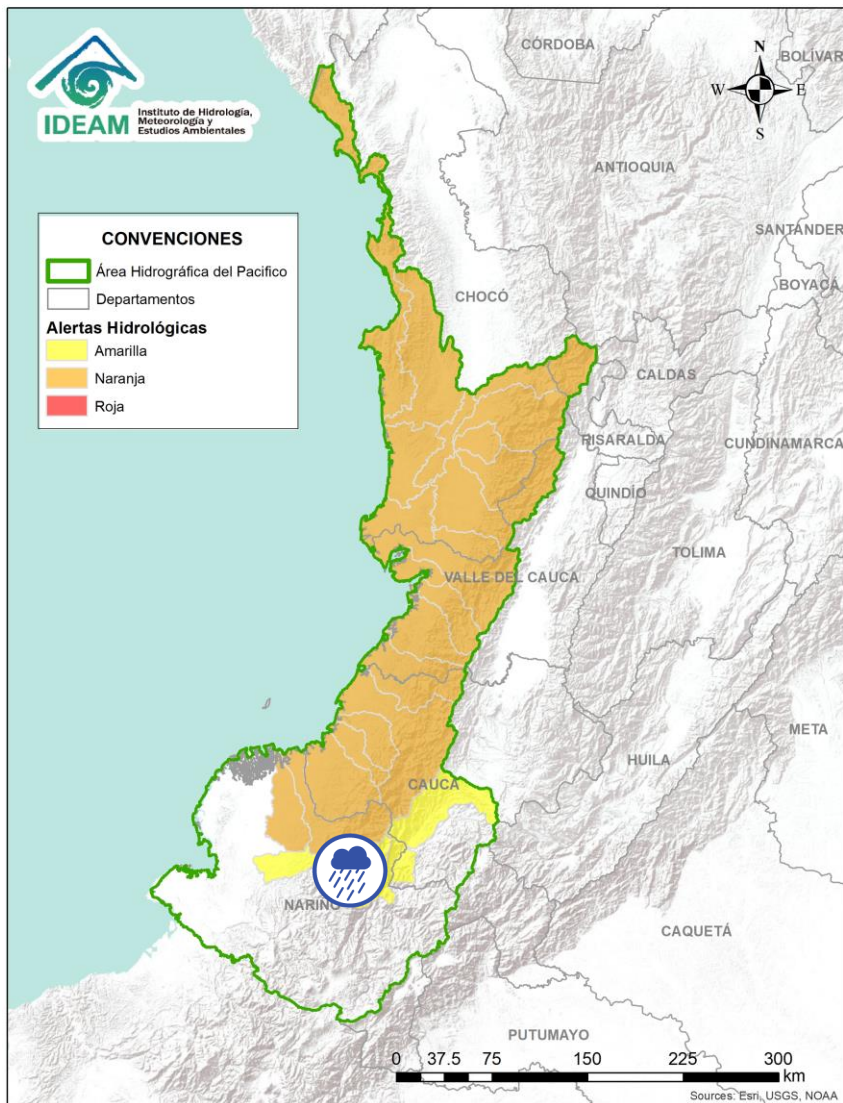 IDEAM
Instituto de Hidrología,
Meteorología y
Estudios Ambientales
CÓRDOBA
BOLÍVAR
N
W E
S
ANTIOQUIA
SANTANDER
BOYACÁ
CONVENCIONES
Área Hidrográfica del Pacifico
Departamentos
Alertas Hidrológicas
Amarilla
Naranja
Roja
CHOCÓ
CALDAS
RISARALDA
CUNDINAMARCA
QUINDÍO
TOLIMA
VALLE DEL CAUCA
META
HUILA
CAUCA
NARIÑO
CAQUETÁ
PUTUMAYO
0 37.5 75 150 225 300
km
Sources: Esri, USGS, NOAA